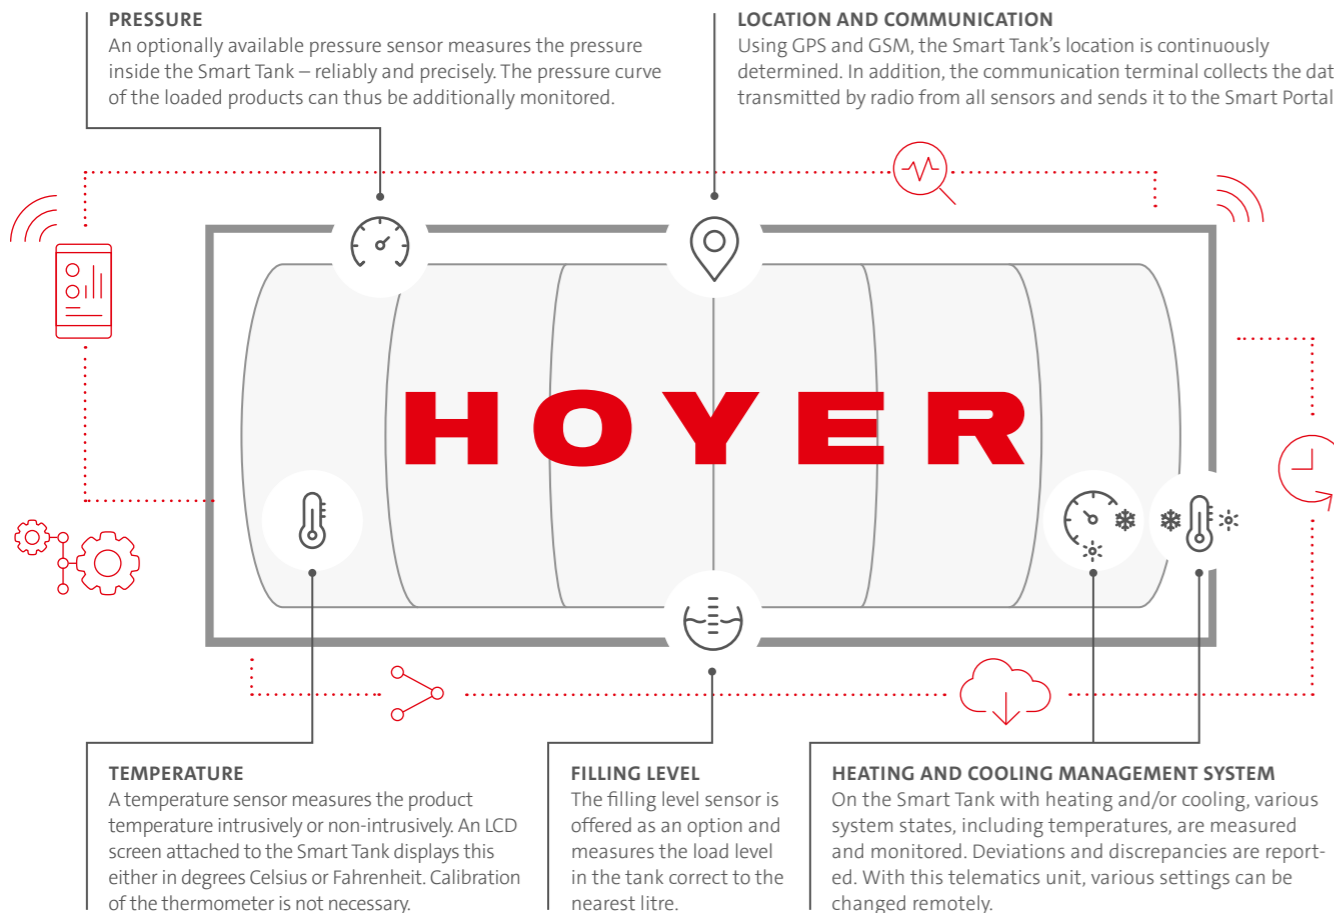 PRESSURE
An optionally available pressure sensor measures the pressure
inside the Smart Tank – reliably and precisely. The pressure curve
of the loaded products can thus be additionally monitored.
LOCATION AND COMMUNICATION
Using GPS and GSM, the Smart Tank's location is continuously
determined. In addition, the communication terminal collects the dat
transmitted by radio from all sensors and sends it to the Smart Portal
HOYER
TEMPERATURE
A temperature sensor measures the product
temperature intrusively or non-intrusively. An LCD
screen attached to the Smart Tank displays this
either in degrees Celsius or Fahrenheit. Calibration
of the thermometer is not necessary.
FILLING LEVEL
The filling level sensor is
offered as an option and
measures the load level
in the tank correct to the
nearest litre.
HEATING AND COOLING MANAGEMENT SYSTEM
On the Smart Tank with heating and/or cooling, various
system states, including temperatures, are measured
and monitored. Deviations and discrepancies are report-
ed. With this telematics unit, various settings can be
changed remotely.